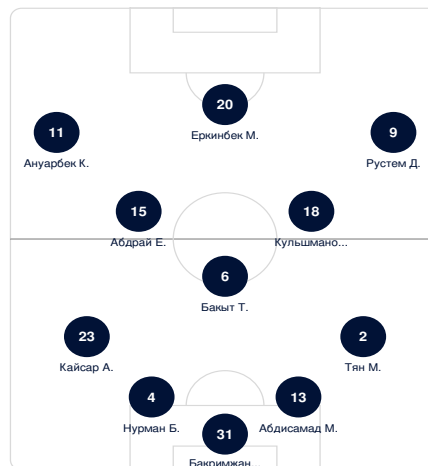 20
Еркинбек М.
11
Ануарбек К.
9
Рустем Д.
15
Абдрай Е.
18
Кульшмано...
6
Бакыт Т.
23
Кайсар А.
2
Тян М.
4
Нурман Б.
13
Абдисамад М.
31
Бакримжан...